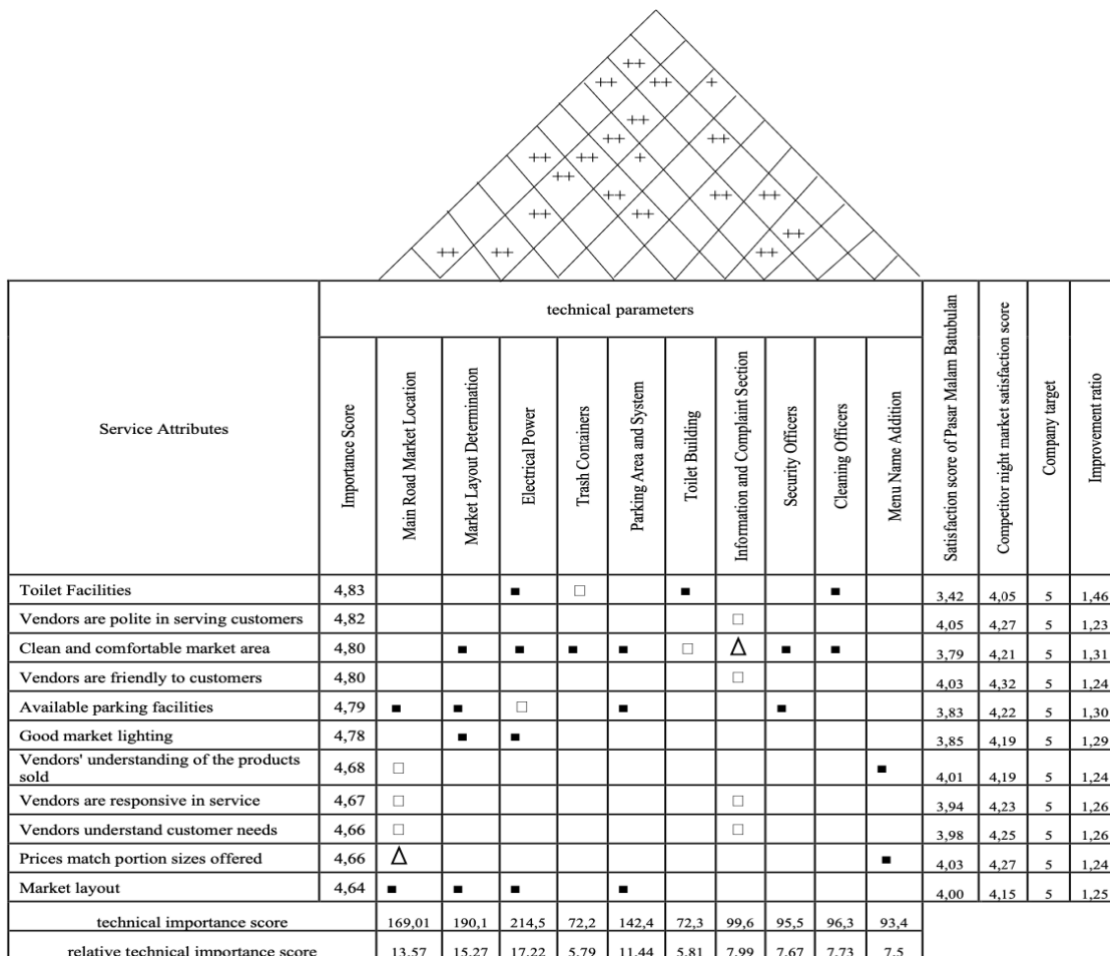 ++
++ ++ +
++
++ ++
++ ++ +
++
++ ++ ++
++ ++
++
++ ++ ++
technical parameters
Service Attributes
Importance Score
Main Road Market Location
Market Layout Determination
Electrical Power
Trash Containers
Parking Area and System
Toilet Building
Information and Complaint Section
Security Officers
Cleaning Officers
Menu Name Addition
Satisfaction score of Pasar Malam Batubulan
Competitor night market satisfaction score
Company target
Improvement ratio
Toilet Facilities 4,83 ■ □ ■ ■ 3,42 4,05 5 1,46
Vendors are polite in serving customers 4,82 □ 4,05 4,27 5 1,23
Clean and comfortable market area 4,80 ■ ■ ■ ■ □ Δ ■ ■ 3,79 4,21 5 1,31
Vendors are friendly to customers 4,80 □ 4,03 4,32 5 1,24
Available parking facilities 4,79 ■ ■ □ ■ ■ 3,83 4,22 5 1,30
Good market lighting 4,78 ■ ■ 3,85 4,19 5 1,29
Vendors' understanding of the products
sold 4,68 □ ■ 4,01 4,19 5 1,24
Vendors are responsive in service 4,67 □ □ 3,94 4,23 5 1,26
Vendors understand customer needs 4,66 □ □ 3,98 4,25 5 1,26
Prices match portion sizes offered 4,66 Δ ■ 4,03 4,27 5 1,24
Market layout 4,64 ■ ■ ■ ■ 4,00 4,15 5 1,25
technical importance score 169,01 190,1 214,5 72,2 142,4 72,3 99,6 95,5 96,3 93,4
relative technical importance score 13,57 15,27 17,22 5,79 11,44 5,81 7,99 7,67 7,73 7,5